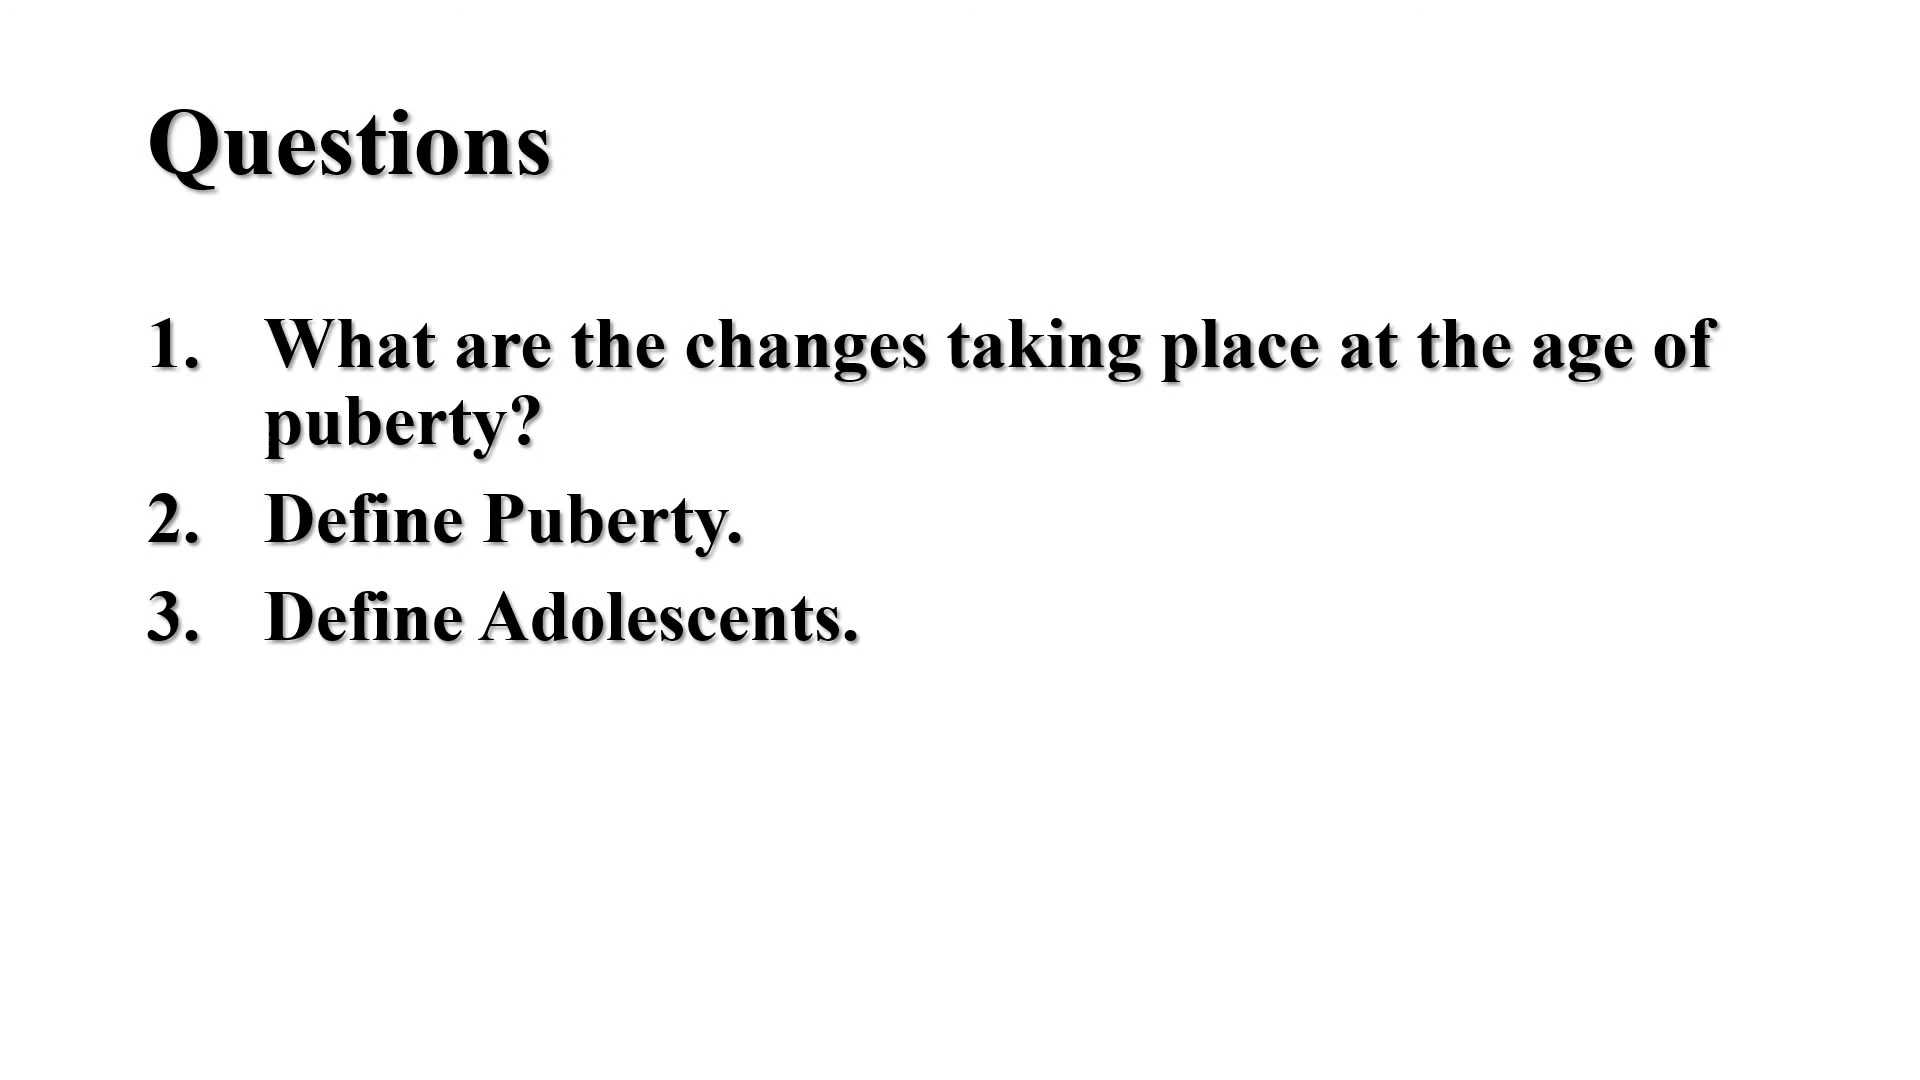 Questions
1. What are the changes taking place at the age of
puberty?
2. Define Puberty.
3. Define Adolescents.